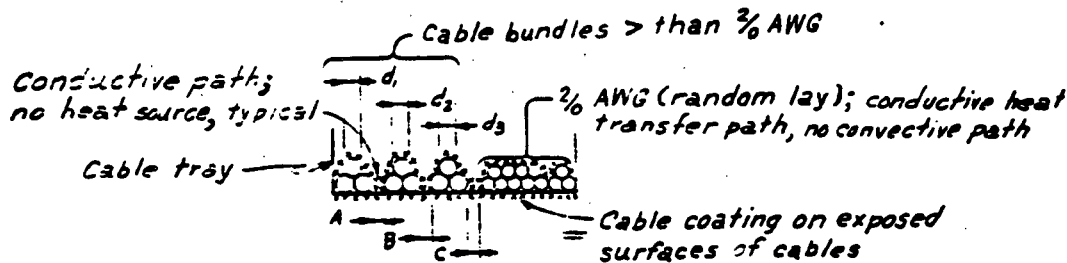 Cable bundles > than 2/0 AWG
Conductive path;
no heat source, typical
d1
d2
d3
2/0 AWG (random lay); conductive heat
transfer path, no convective path
Cable tray
A
B
C
Cable coating on exposed
surfaces of cables